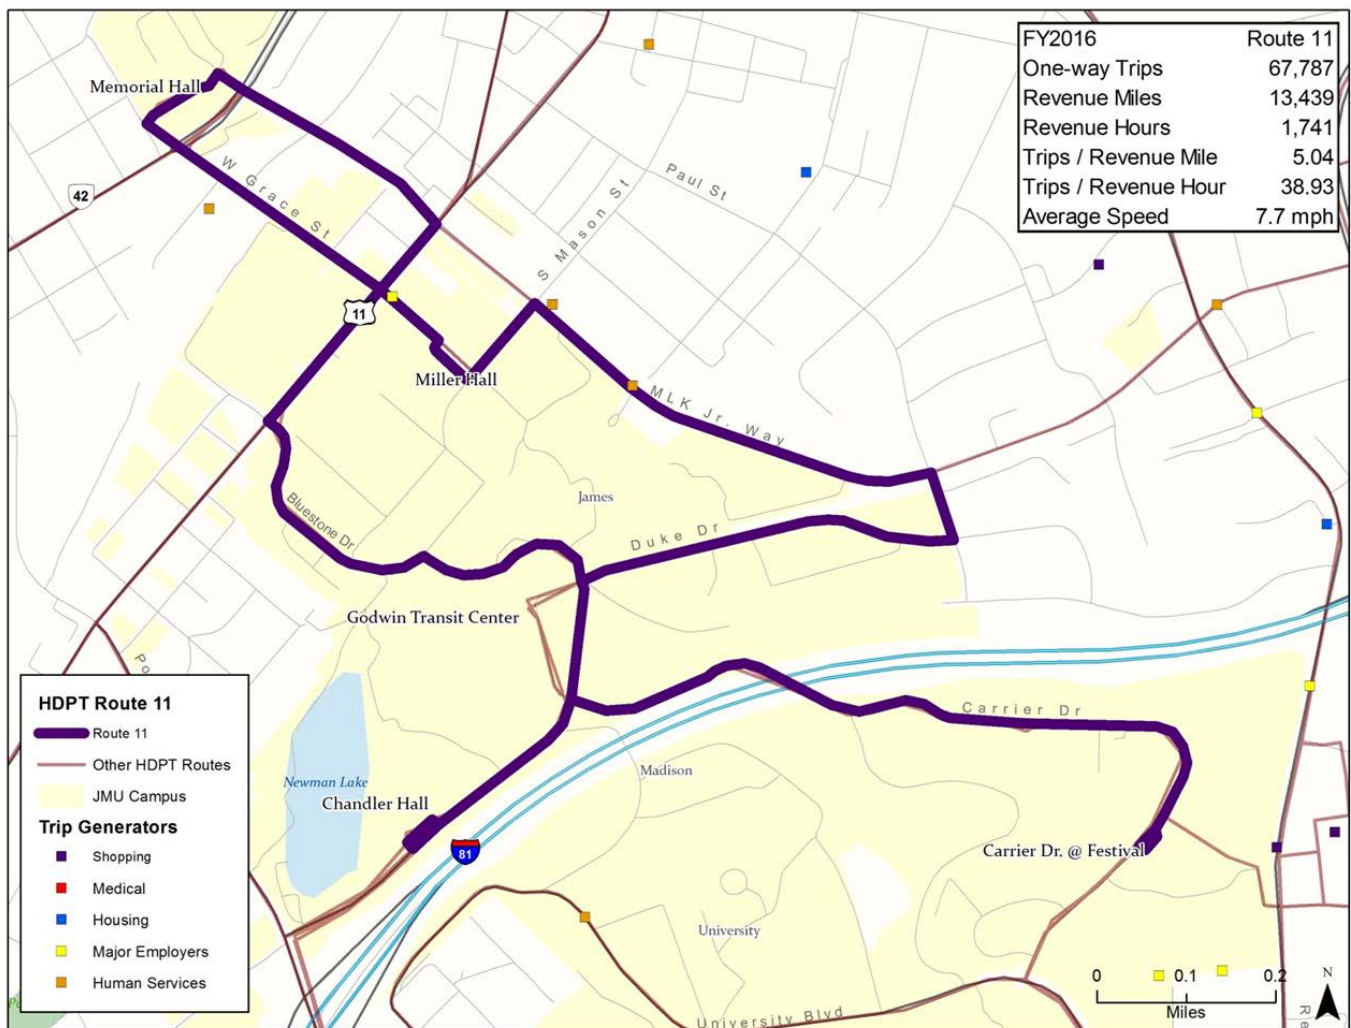 FY2016 Route 11
One-way Trips 67,787
Revenue Miles 13,439
Revenue Hours 1,741
Trips / Revenue Mile 5.04
Trips / Revenue Hour 38.93
Average Speed 7.7 mph
Memorial Hall
42
W Grace St
Paul St
S Mason St
11
Miller Hall
MLK Jr. Way
James
Bluestone Dr
Duke Dr
Godwin Transit Center
Po
Carrier Dr
Madison
Newman Lake
Chandler Hall
81
Carrier Dr. @ Festival
University
University Blvd
Re
HDPT Route 11
Route 11
Other HDPT Routes
JMU Campus
Trip Generators
Shopping
Medical
Housing
Major Employers
Human Services
0 0.1 0.2
Miles
N